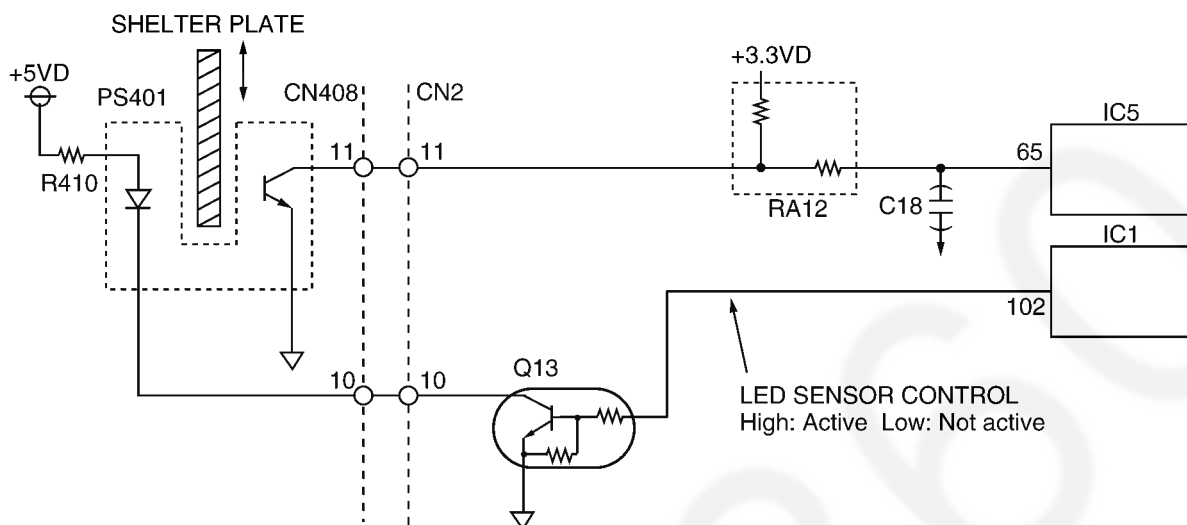 SHELTER PLATE
+5VD
PS401
CN408
CN2
+3.3VD
IC5
R410
11
11
65
RA12
C18
IC1
102
10
10
Q13
LED SENSOR CONTROL
High: Active Low: Not active